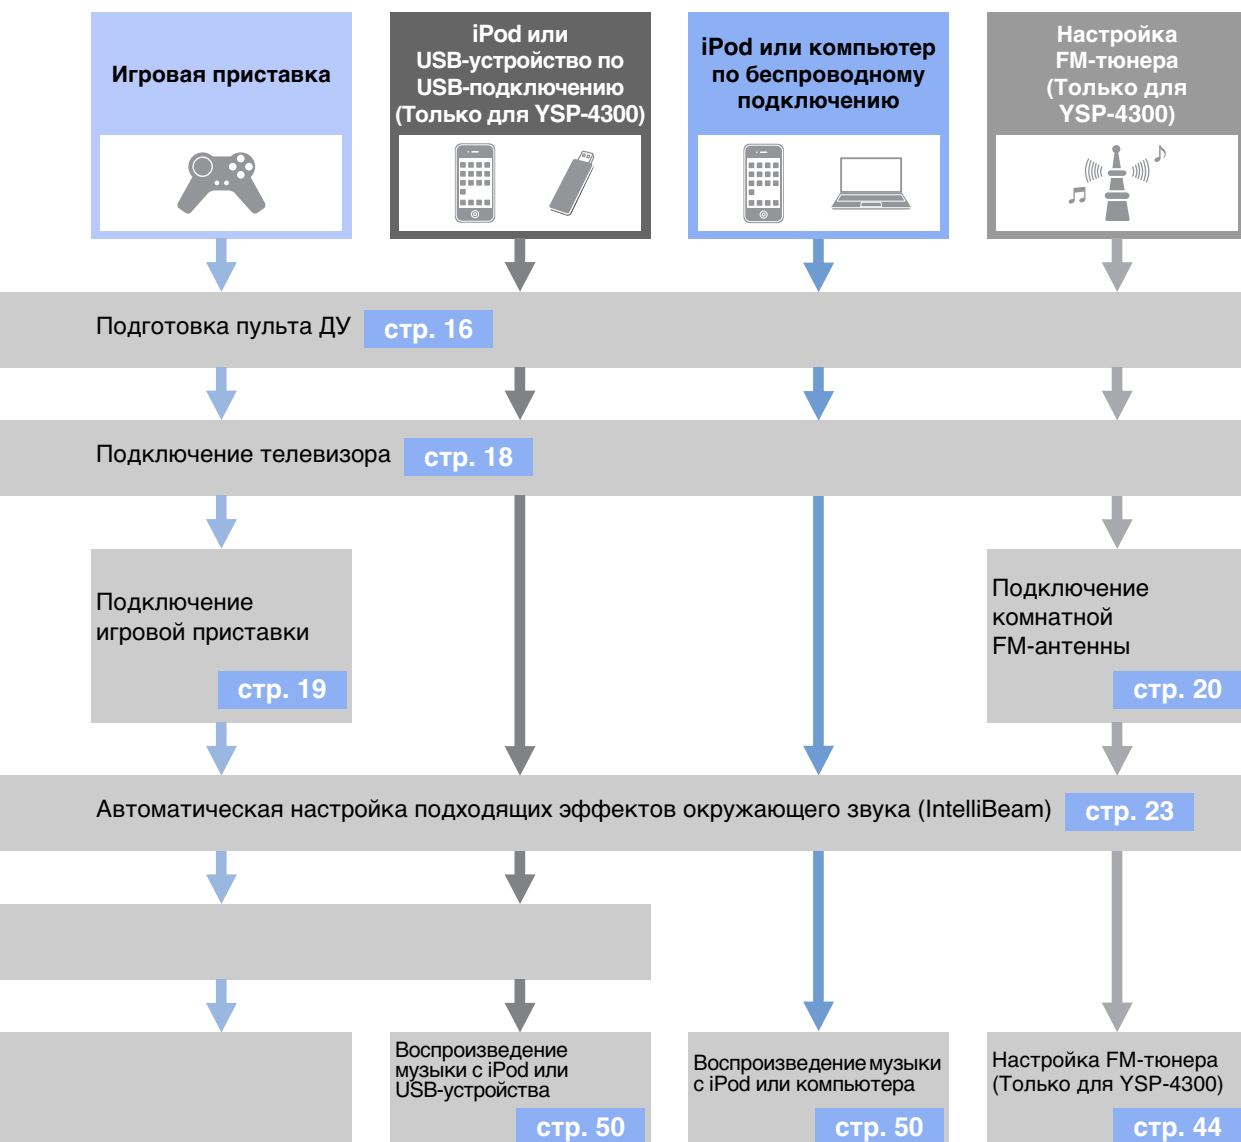 Игровая приставка
iPod или
USB-устройство по
USB-подключению
(Только для YSP-4300)
iPod или компьютер
по беспроводному
подключению
Настройка
FM-тюнера
(Только для
YSP-4300)
Подготовка пульта ДУ стр. 16
Подключение телевизора стр. 18
Подключение
игровой приставки
стр. 19
Подключение
комнатной
FM-антенны
стр. 20
Автоматическая настройка подходящих эффектов окружающего звука (IntelliBeam) стр. 23
Воспроизведение
музыки с iPod или
USB-устройства
стр. 50
Воспроизведение музыки
с iPod или компьютера
стр. 50
Настройка FM-тюнера
(Только для YSP-4300)
стр. 44